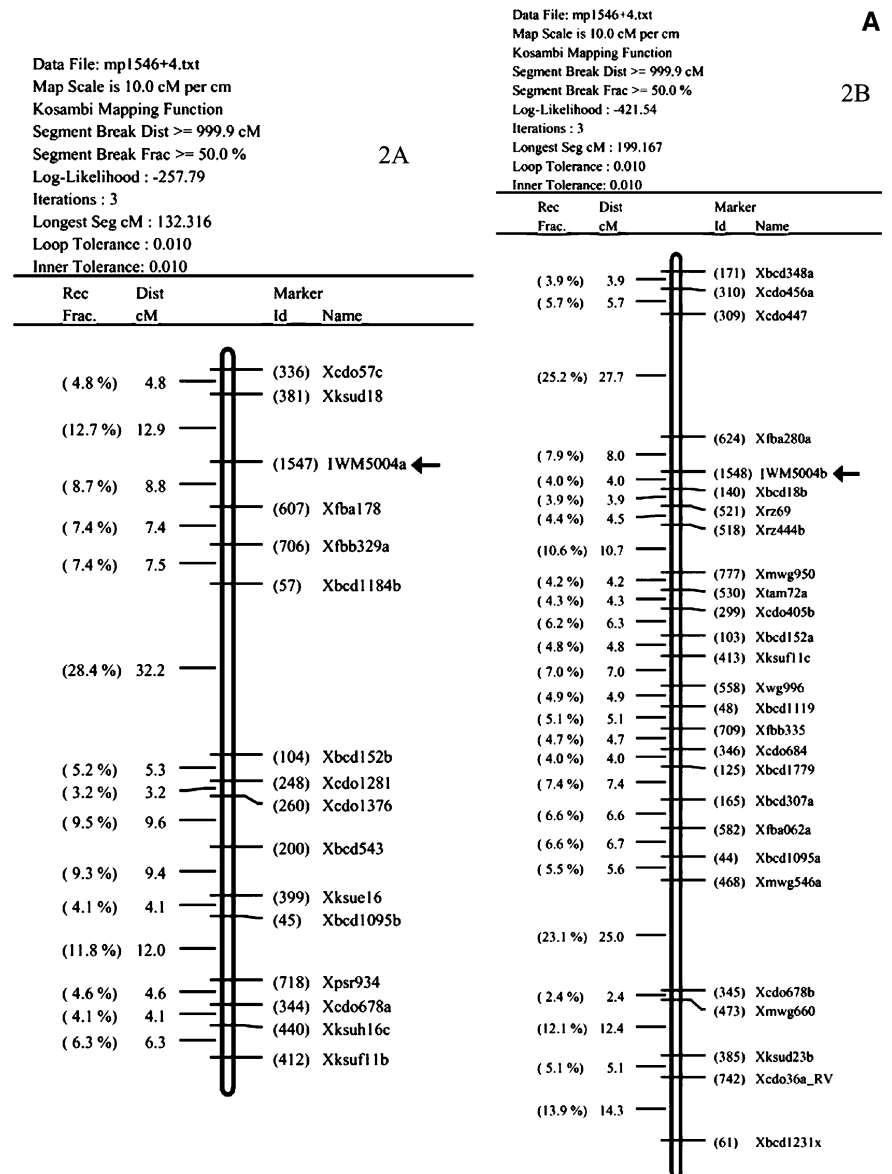 Data File: mp1546+4.txt
Map Scale is 10.0 cM per cm
Kosambi Mapping Function
Segment Break Dist >= 999.9 cM
Segment Break Frac >= 50.0 %
Log-Likelihood : -257.79
Iterations : 3
Longest Seg cM : 132.316
Loop Tolerance : 0.010
Inner Tolerance: 0.010
2A
Rec Dist Marker
Frac. cM Id Name
(336) Xcdo57c
( 4.8 %) 4.8
(381) Xksud18
(12.7 %) 12.9
(1547) 1WM5004a
( 8.7 %) 8.8
(607) Xfba178
( 7.4 %) 7.4
(706) Xfbb329a
( 7.4 %) 7.5
(57) Xbcd1184b
(28.4 %) 32.2
(104) Xbcd152b
( 5.2 %) 5.3
(248) Xcdo1281
( 3.2 %) 3.2
(260) Xcdo1376
( 9.5 %) 9.6
(200) Xbcd543
( 9.3 %) 9.4
(399) Xksue16
( 4.1 %) 4.1
(45) Xbcd1095b
(11.8 %) 12.0
(718) Xpsr934
( 4.6 %) 4.6
(344) Xcdo678a
( 4.1 %) 4.1
(440) Xksuh16c
( 6.3 %) 6.3
(412) Xksuf11b
A
Data File: mp1546+4.txt
Map Scale is 10.0 cM per cm
Kosambi Mapping Function
Segment Break Dist >= 999.9 cM
Segment Break Frac >= 50.0 %
Log-Likelihood : -421.54
Iterations : 3
Longest Seg cM : 199.167
Loop Tolerance : 0.010
Inner Tolerance: 0.010
2B
Rec Dist Marker
Frac. cM Id Name
(171) Xbcd348a
( 3.9 %) 3.9
(310) Xcdo456a
( 5.7 %) 5.7
(309) Xcdo447
(25.2 %) 27.7
(624) Xfba280a
( 7.9 %) 8.0
(1548) 1WM5004b
( 4.0 %) 4.0
(140) Xbcd18b
( 3.9 %) 3.9
(521) Xrz69
( 4.4 %) 4.5
(518) Xrz444b
(10.6 %) 10.7
(777) Xmwg950
( 4.2 %) 4.2
(530) Xtam72a
( 4.3 %) 4.3
(299) Xcdo405b
( 6.2 %) 6.3
(103) Xbcd152a
( 4.8 %) 4.8
(413) Xksuf11c
( 7.0 %) 7.0
(558) Xwg996
( 4.9 %) 4.9
(48) Xbcd1119
( 5.1 %) 5.1
(709) Xfbb335
( 4.7 %) 4.7
(346) Xcdo684
( 4.0 %) 4.0
(125) Xbcd1779
( 7.4 %) 7.4
(165) Xbcd307a
( 6.6 %) 6.6
(582) Xfba062a
( 6.6 %) 6.7
(44) Xbcd1095a
( 5.5 %) 5.6
(468) Xmwg546a
(23.1 %) 25.0
(345) Xcdo678b
( 2.4 %) 2.4
(473) Xmwg660
(12.1 %) 12.4
(385) Xksud23b
( 5.1 %) 5.1
(742) Xcdo36a_RV
(13.9 %) 14.3
(61) Xbcd1231x